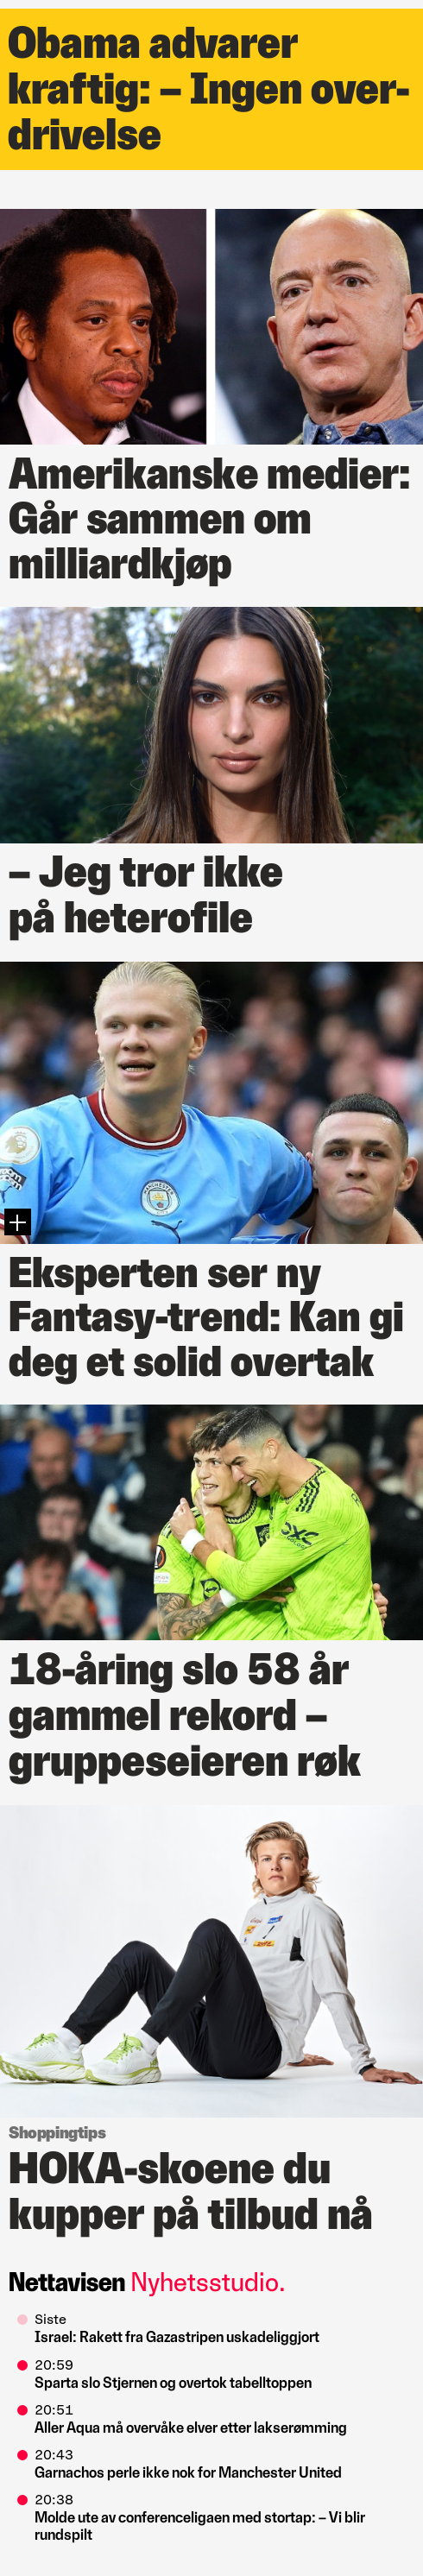 Obama advarer
kraftig: – Ingen over-
drivelse
Amerikanske medier:
Går sammen om
milliardkjøp
– Jeg tror ikke
på heterofile
MANCHESTER
Eksperten ser ny
Fantasy-trend: Kan gi
deg et solid overtak
18-åring slo 58 år
gammel rekord –
gruppeseieren røk
Shoppingtips
HOKA-skoene du
kupper på tilbud nå
Nettavisen Nyhetsstudio.
Siste
Israel: Rakett fra Gazastripen uskadeliggjort
20:59
Sparta slo Stjernen og overtok tabelltoppen
20:51
Aller Aqua må overvåke elver etter lakserømming
20:43
Garnachos perle ikke nok for Manchester United
20:38
Molde ute av conferenceligaen med stortap: – Vi blir
rundspilt